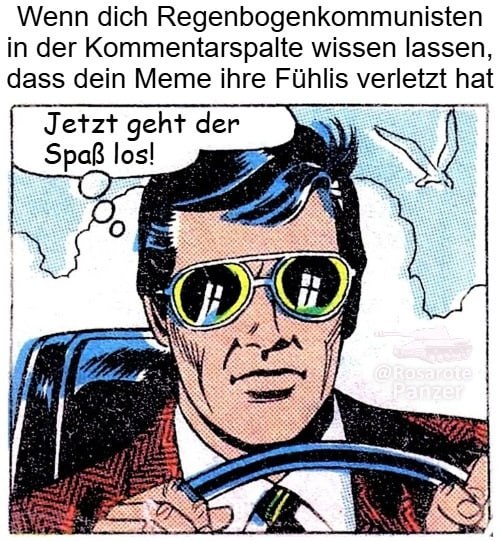 Wenn dich Regenbogenkommunisten
in der Kommentarspalte wissen lassen,
dass dein Meme ihre Fühlis verletzt hat
Jetzt geht der
Spaß los!
@Rosarote
Panzer